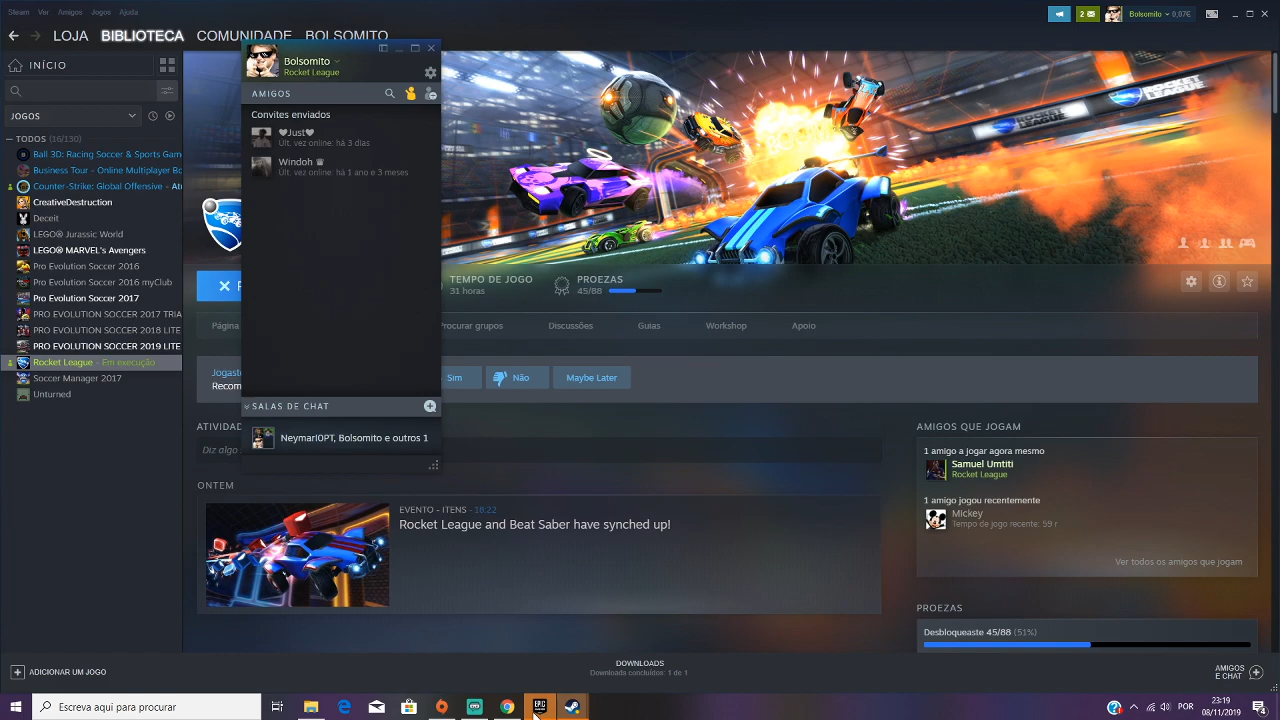 Steam Ver Amigos Jogos Ajuda
2 Bolsomilo 0,07€
LOJA BIBLIOTECA COMUNIDADE BOLSOMITO
INÍCIO
JOGOS
TODOS (16/130)
Ball 3D: Racing Soccer & Sports Gam
Business Tour - Online Multiplayer Bo
Counter-Strike: Global Offensive - At
CreativeDestruction
Deceit
LEGO® Jurassic World
LEGO® MARVEL's Avengers
Pro Evolution Soccer 2016
Pro Evolution Soccer 2016 myClub
Pro Evolution Soccer 2017
PRO EVOLUTION SOCCER 2017 TRIA
PRO EVOLUTION SOCCER 2018 LITE
PRO EVOLUTION SOCCER 2019 LITE
Rocket League - Em execução
Soccer Manager 2017
Unturned
Bolsomito
Rocket League
AMIGOS
Convites enviados
♥Just♥
Últ. vez online: há 3 dias
Windoh
Últ. vez online: há 1 ano e 3 meses
SALAS DE CHAT
NeymarI0PT, Bolsomito e outros 1
ROCKET LEAGUE
TEMPO DE JOGO
31 horas
PROEZAS
45/88
Página
Procurar grupos
Discussões
Guias
Workshop
Apoio
Jogast
Recom
Sim
Não
Maybe Later
ATIVIDAD
Diz algo
ONTEM
EVENTO - ITENS - 18:22
Rocket League and Beat Saber have synched up!
AMIGOS QUE JOGAM
1 amigo a jogar agora mesmo
Samuel Umtiti
Rocket League
1 amigo jogou recentemente
Mickey
Tempo de jogo recente: 59 r
Ver todos os amigos que jogam
PROEZAS
Desbloqueaste 45/88 (51%)
ADICIONAR UM JOGO
DOWNLOADS
Downloads concluídos: 1 de 1
AMIGOS
E CHAT
Escreva aqui para procurar
EPIC
POR
23:19
08/11/2019